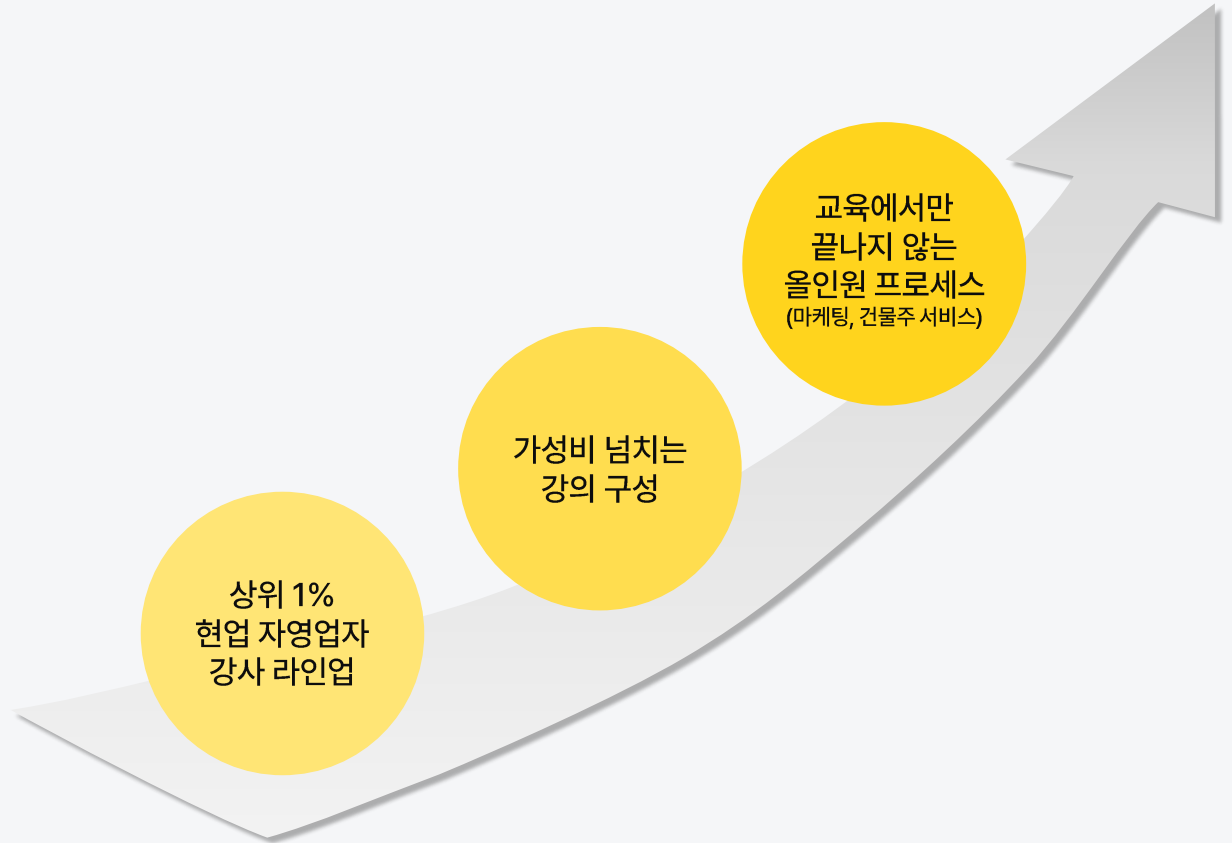 상위 1%
현업 자영업자
강사 라인업
가성비 넘치는
강의 구성
교육에서만
끝나지 않는
올인원 프로세스
(마케팅, 건물주 서비스)